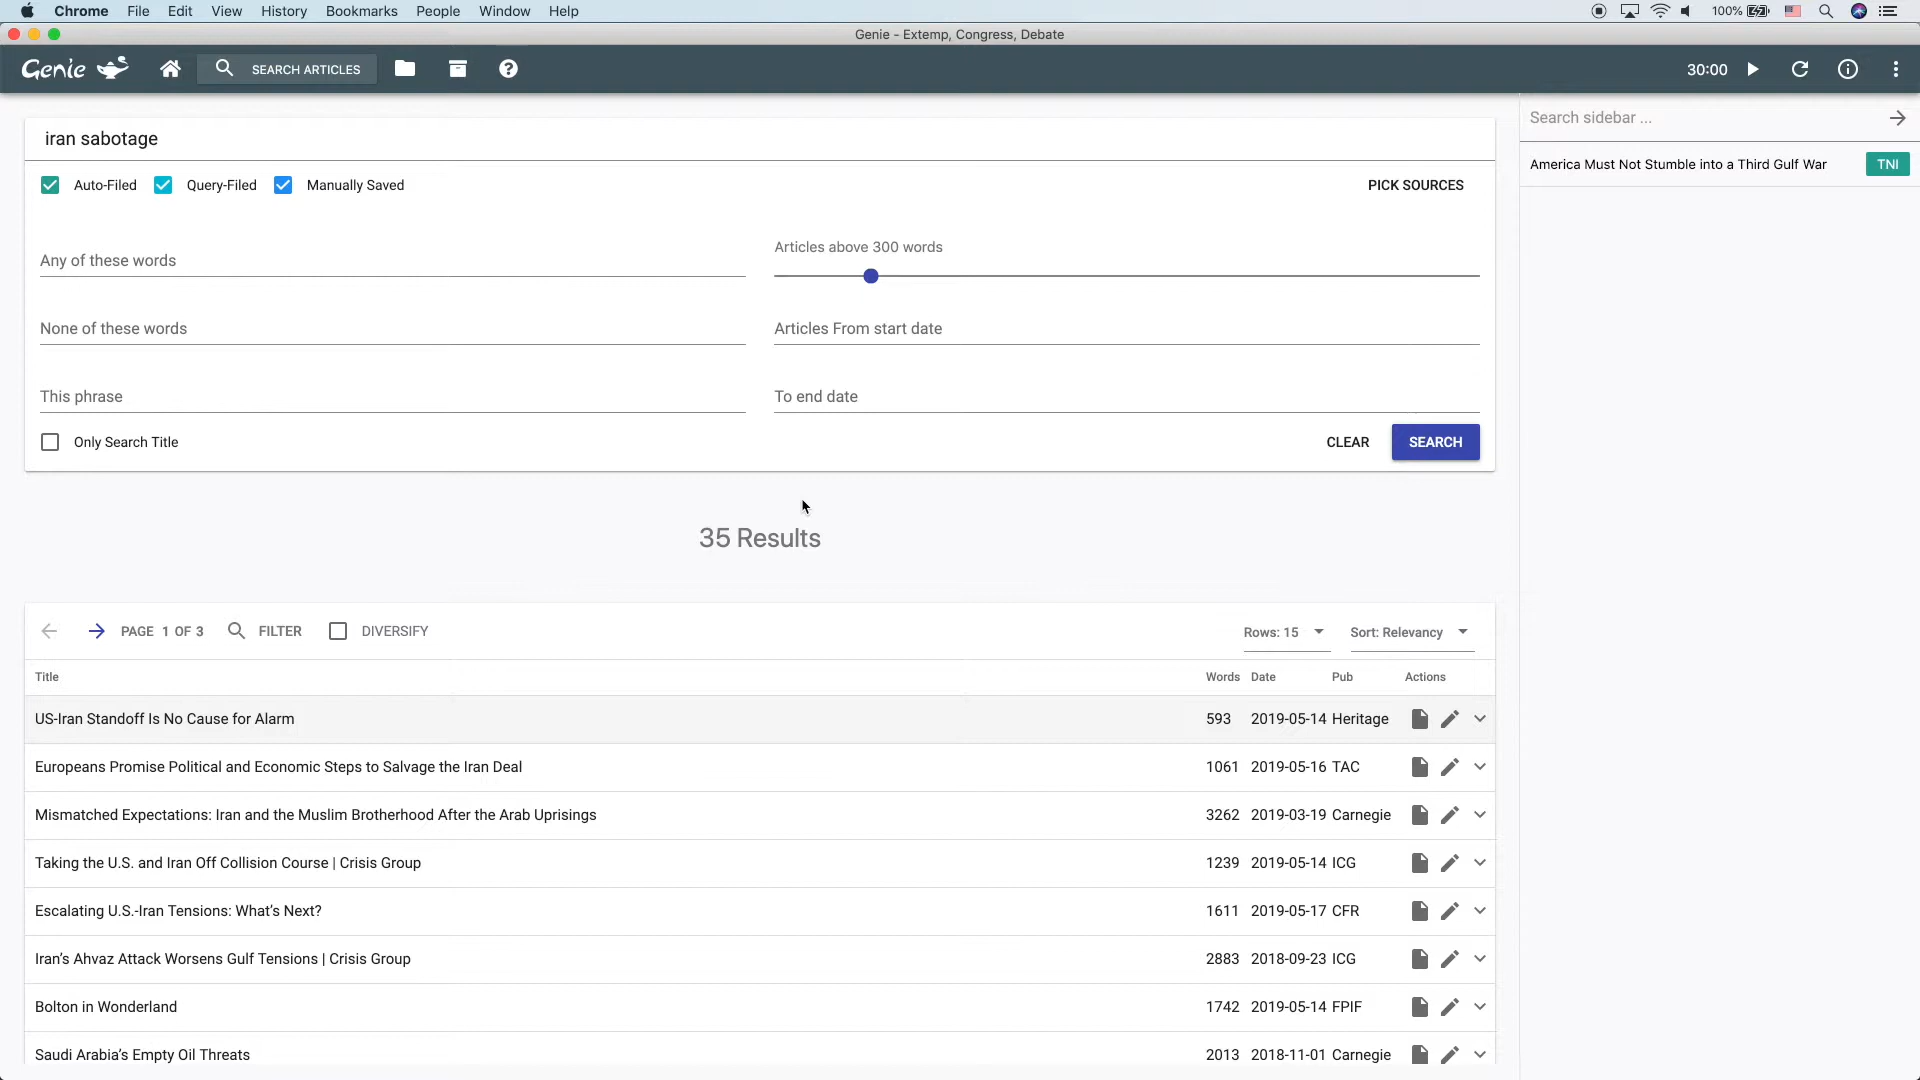 Chrome File Edit View History Bookmarks People Window Help 100%
Genie - Extemp, Congress, Debate
Genie SEARCH ARTICLES 30:00
iran sabotage
Search sidebar ...
America Must Not Stumble into a Third Gulf War TNI
Auto-Filed Query-Filed Manually Saved PICK SOURCES
Articles above 300 words
Any of these words
None of these words Articles From start date
This phrase To end date
Only Search Title CLEAR SEARCH
35 Results
PAGE 1 OF 3 FILTER DIVERSIFY Rows: 15 Sort: Relevancy
Title Words Date Pub Actions
US-Iran Standoff Is No Cause for Alarm 593 2019-05-14 Heritage
Europeans Promise Political and Economic Steps to Salvage the Iran Deal 1061 2019-05-16 TAC
Mismatched Expectations: Iran and the Muslim Brotherhood After the Arab Uprisings 3262 2019-03-19 Carnegie
Taking the U.S. and Iran Off Collision Course | Crisis Group 1239 2019-05-14 ICG
Escalating U.S.-Iran Tensions: What’s Next? 1611 2019-05-17 CFR
Iran’s Ahvaz Attack Worsens Gulf Tensions | Crisis Group 2883 2018-09-23 ICG
Bolton in Wonderland 1742 2019-05-14 FPIF
Saudi Arabia’s Empty Oil Threats 2013 2018-11-01 Carnegie